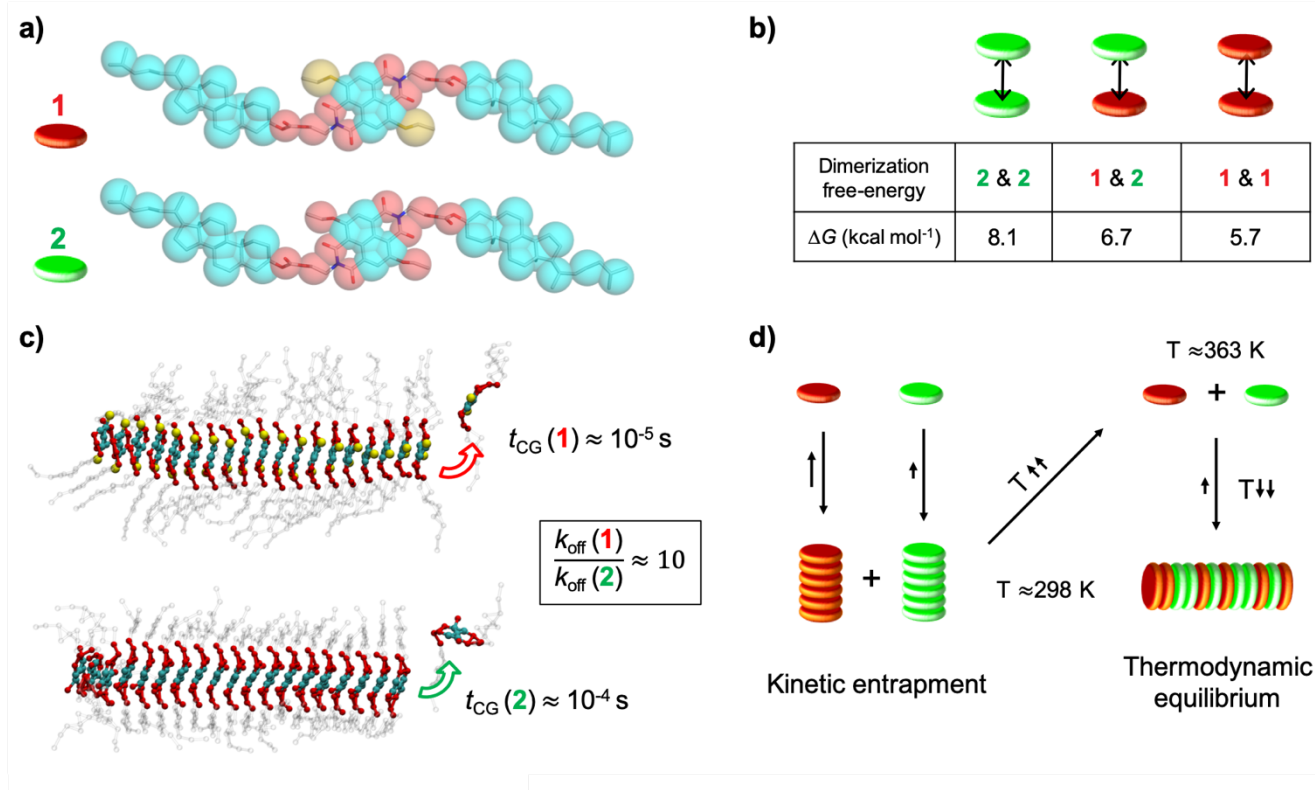 a)
1
2
b)
Dimerization free-energy 2 & 2 1 & 2 1 & 1
ΔG (kcal mol⁻¹) 8.1 6.7 5.7
c)
t_CG (1) ≈ 10⁻⁵ s
k_off (1)
k_off (2)
≈ 10
t_CG (2) ≈ 10⁻⁴ s
d)
T ≈363 K
+
T↑↑
T↓↓
+
T ≈298 K
Kinetic entrapment
Thermodynamic
equilibrium